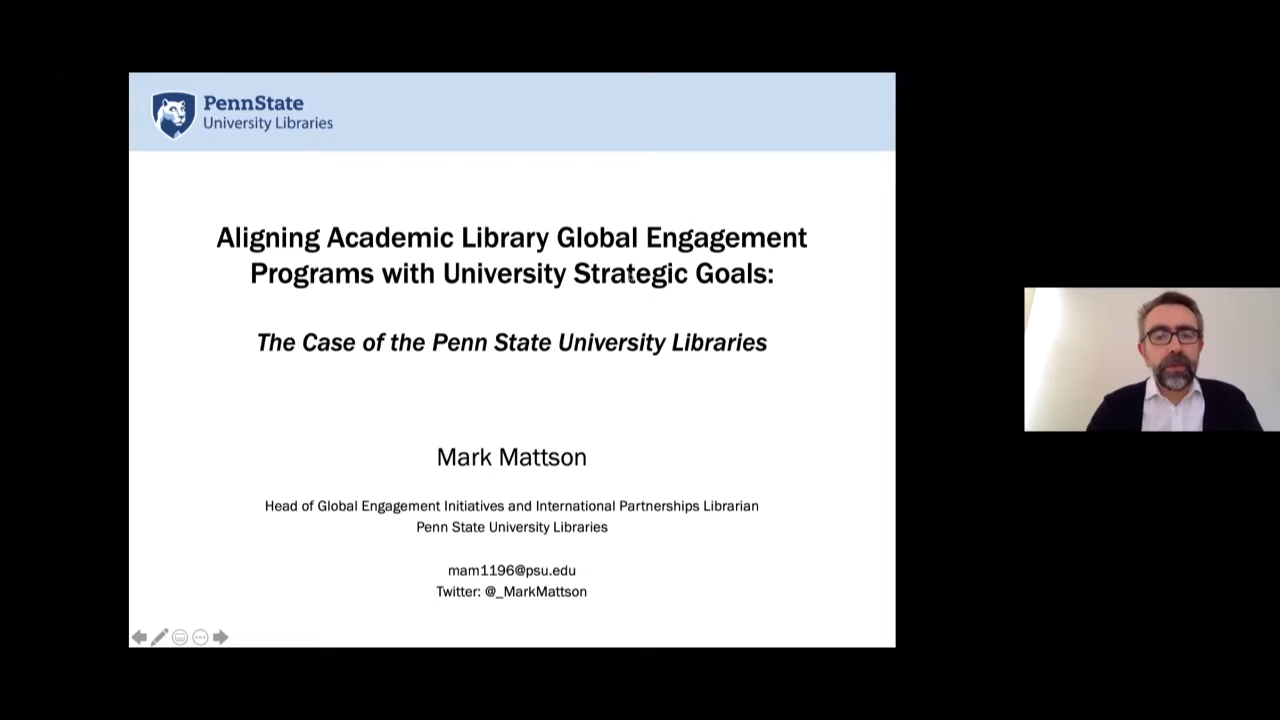 PennState
University Libraries
Aligning Academic Library Global Engagement
Programs with University Strategic Goals:
The Case of the Penn State University Libraries
Mark Mattson
Head of Global Engagement Initiatives and International Partnerships Librarian
Penn State University Libraries
mam1196@psu.edu
Twitter: @_MarkMattson